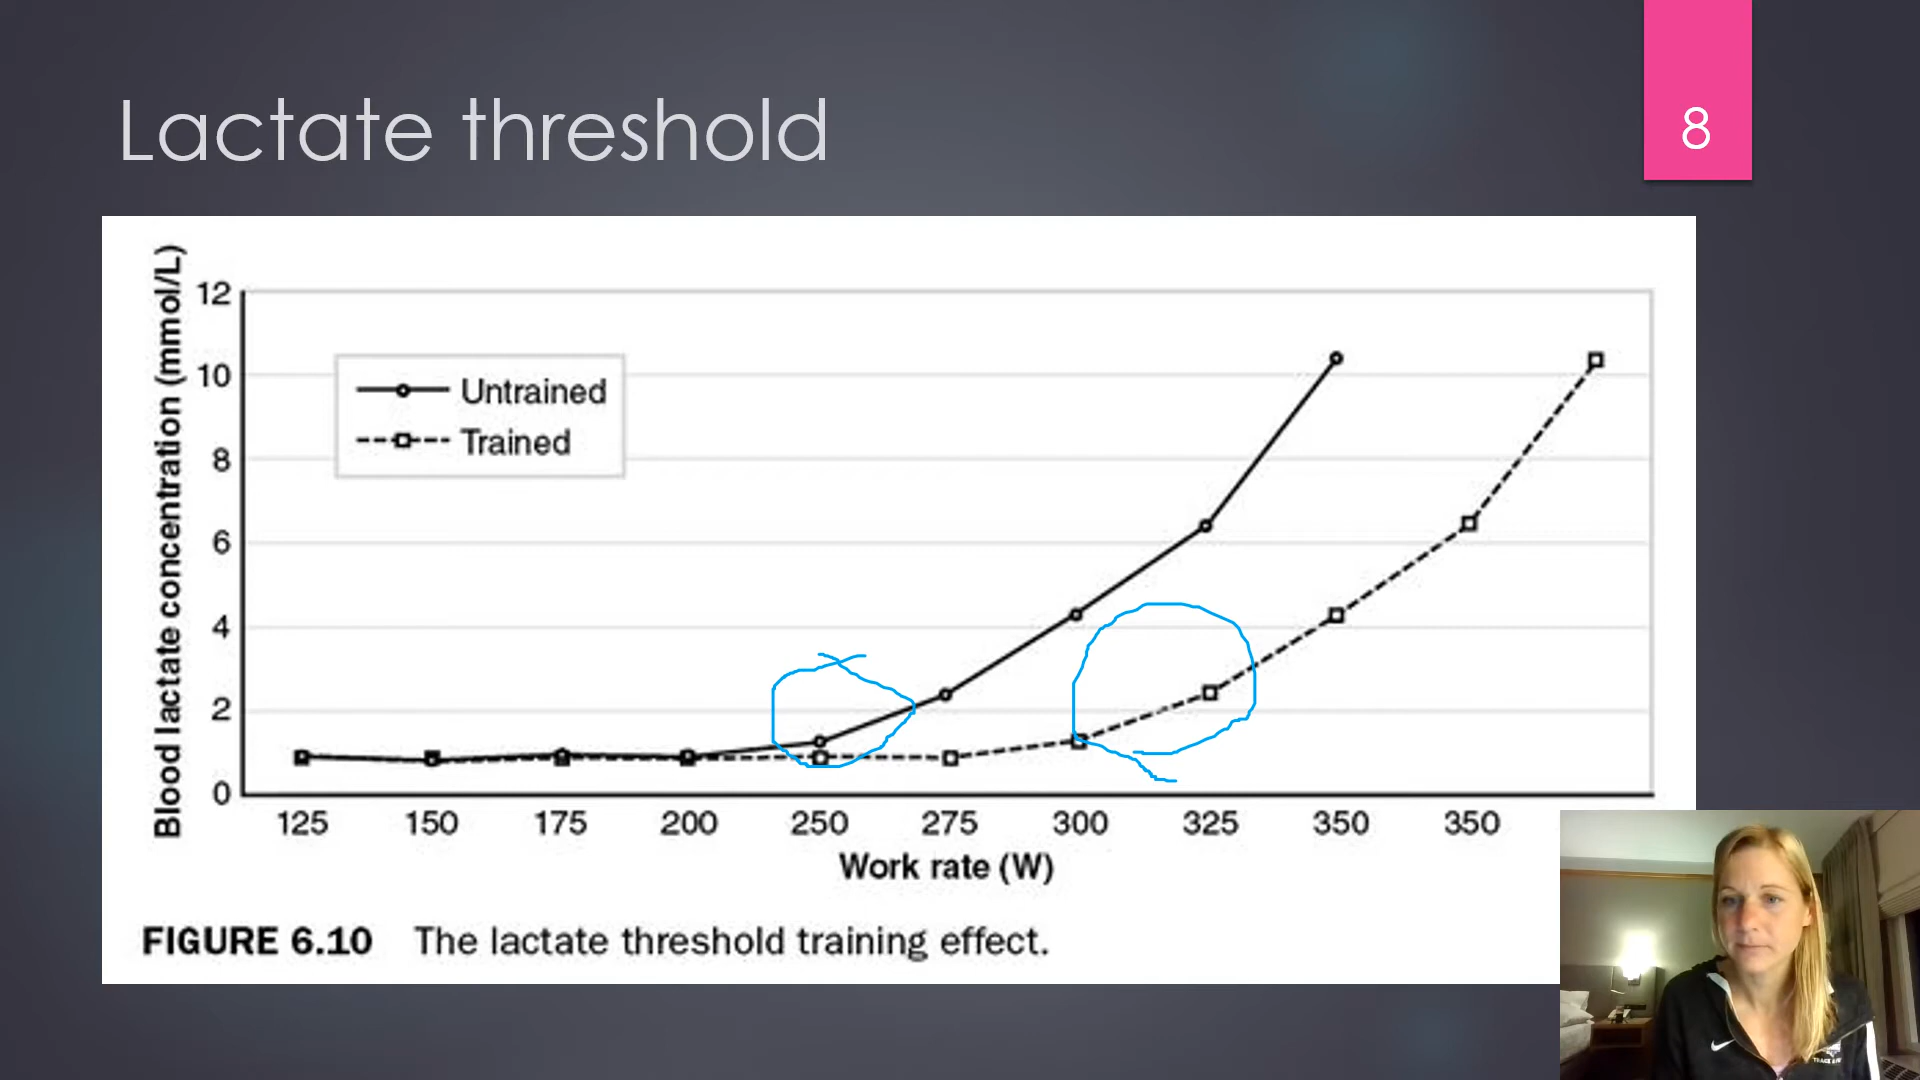 Lactate threshold
8
Blood lactate concentration (mmol/L)
12
10
8
6
4
2
0
Untrained
Trained
125 150 175 200 250 275 300 325 350 350
Work rate (W)
FIGURE 6.10 The lactate threshold training effect.